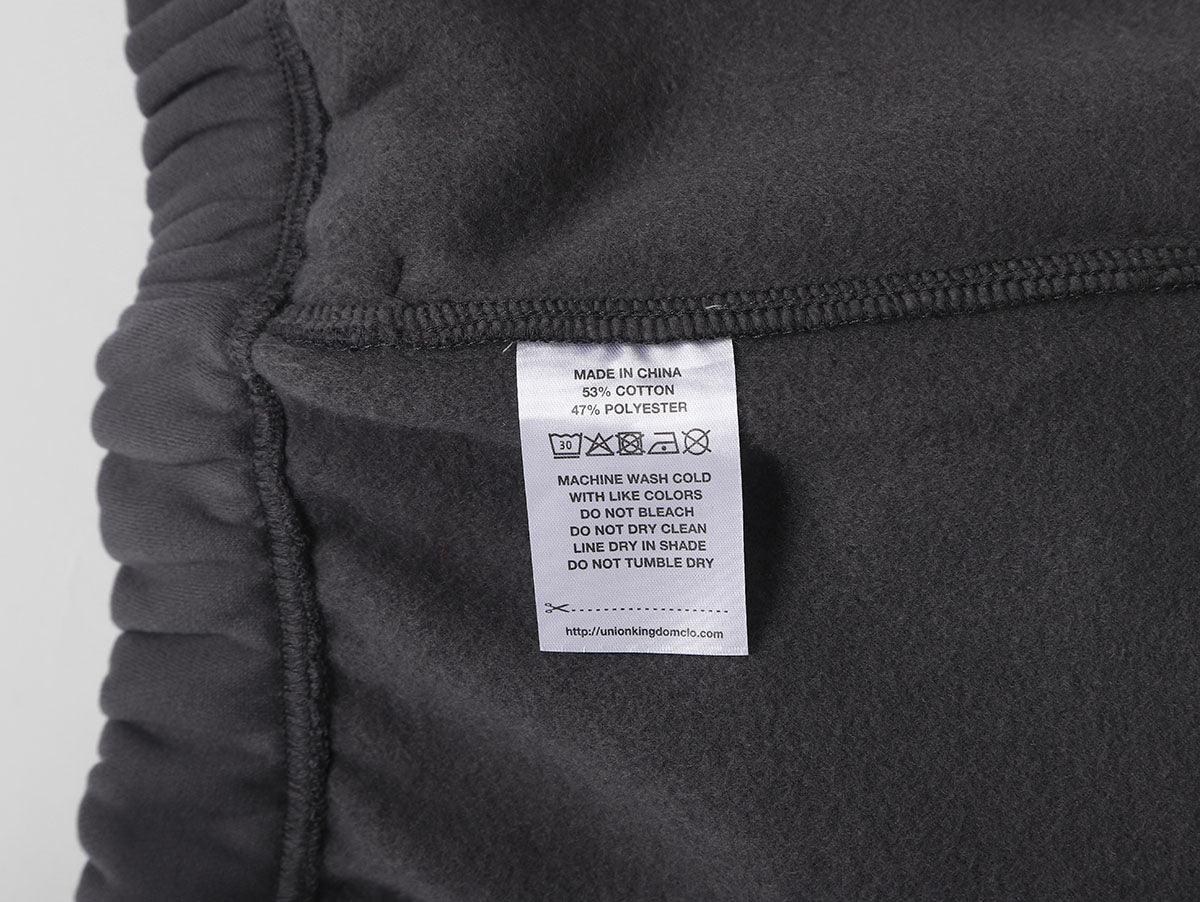 MADE IN CHINA
53% COTTON
47% POLYESTER
30
MACHINE WASH COLD
WITH LIKE COLORS
DO NOT BLEACH
DO NOT DRY CLEAN
LINE DRY IN SHADE
DO NOT TUMBLE DRY
http://unionkingdomclo.com